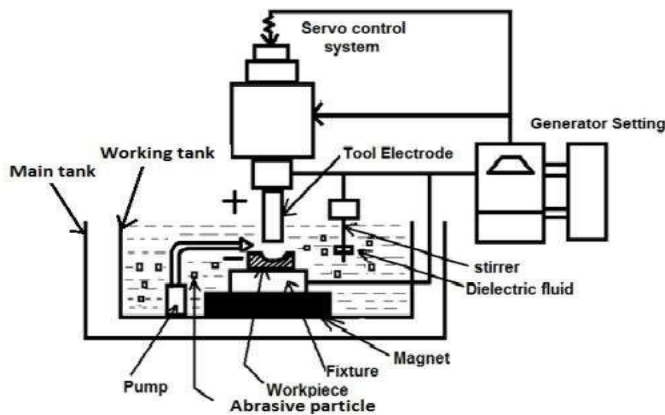 Servo control
system
Generator Setting
Working tank
Main tank
Tool Electrode
+
−
stirrer
Dielectric fluid
Magnet
Fixture
Pump
Workpiece
Abrasive particle